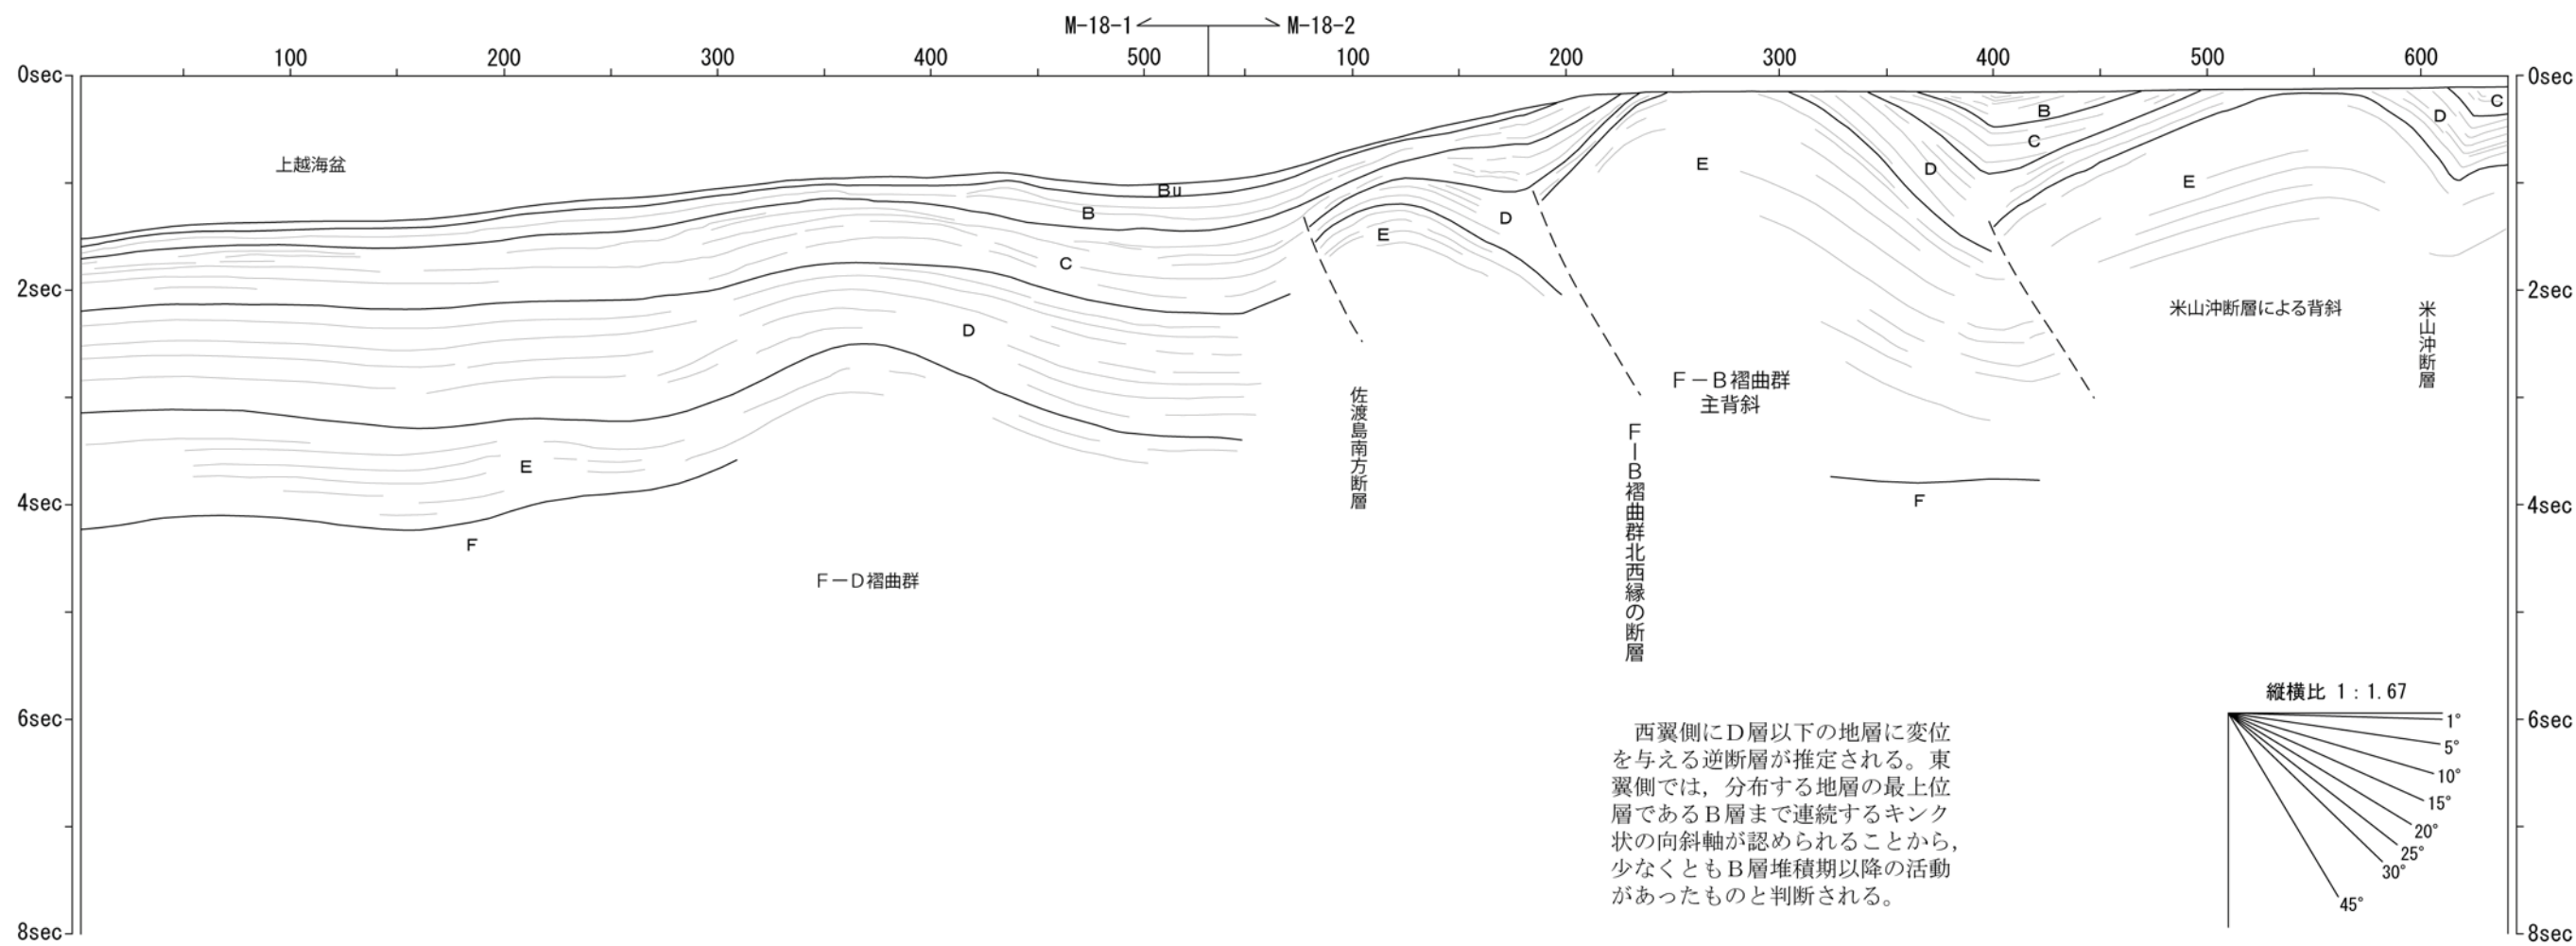 M-18-1 M-18-2
100 200 300 400 500 100 200 300 400 500 600
0sec 0sec
2sec 2sec
4sec 4sec
6sec 6sec
8sec 8sec
上越海盆
Bu
B
C
D
E
F
F－D褶曲群
E
D
佐渡島南方断層
F－B褶曲群北西縁の断層
E
F－B褶曲群
主背斜
F
B
C
D
E
米山沖断層による背斜
米山沖断層
D
C
西翼側にD層以下の地層に変位
を与える逆断層が推定される。東
翼側では，分布する地層の最上位
層であるB層まで連続するキンク
状の向斜軸が認められることから，
少なくともB層堆積期以降の活動
があったものと判断される。
縦横比 1：1.67
1°
5°
10°
15°
20°
25°
30°
45°